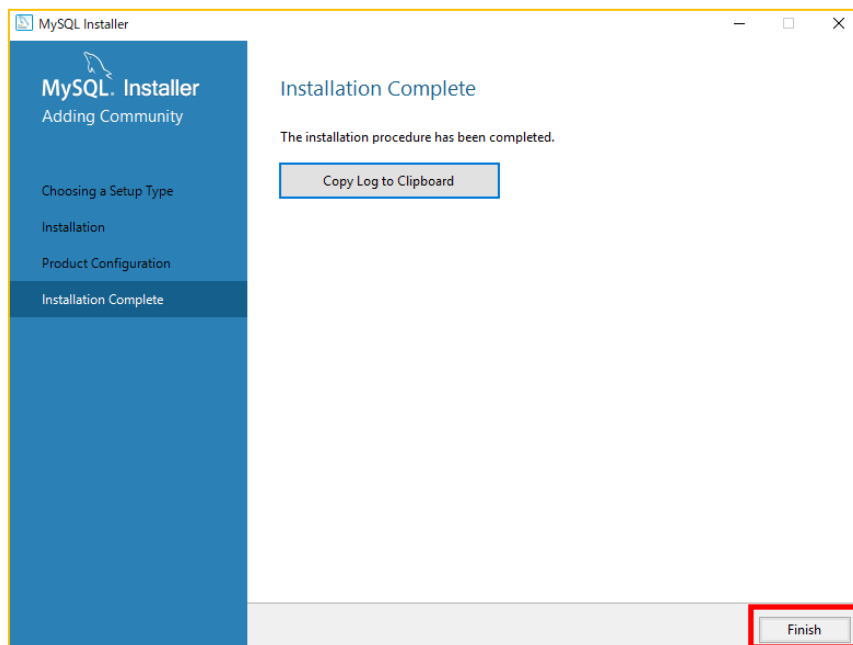 MySQL Installer
MySQL. Installer
Adding Community
Choosing a Setup Type
Installation
Product Configuration
Installation Complete
Installation Complete
The installation procedure has been completed.
Copy Log to Clipboard
Finish